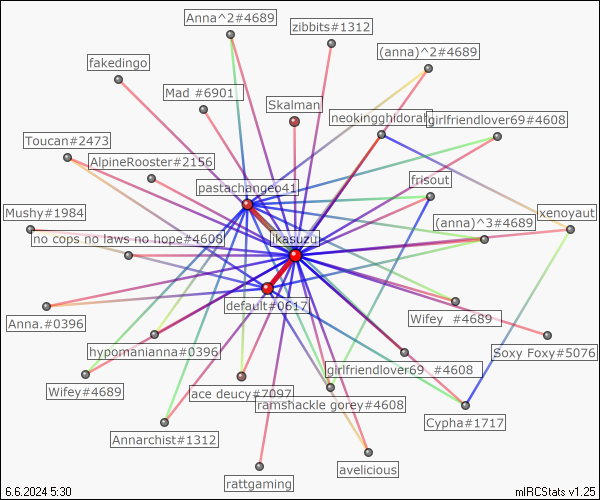 Anna^2#4689
zibbits#1312
(anna)^2#4689
fakedingo
Mad #6901
Skalman
neokingghidorah
girlfriendlover69#4608
Toucan#2473
AlpineRooster#2156
pastachangeo41
frisout
Mushy#1984
(anna)^3#4689
xenoyaut
no cops no laws no hope#4608
ikasuzu
default#0617
Anna.#0396
Wifey #4689
hypomanianna#0396
Soxy Foxy#5076
girlfriendlover69 #4608
Wifey#4689
ace deucy#7097
ramshackle gorey#4608
Cypha#1717
Annarchist#1312
avelicious
rattgaming
6.6.2024 5:30
mIRCStats v1.25